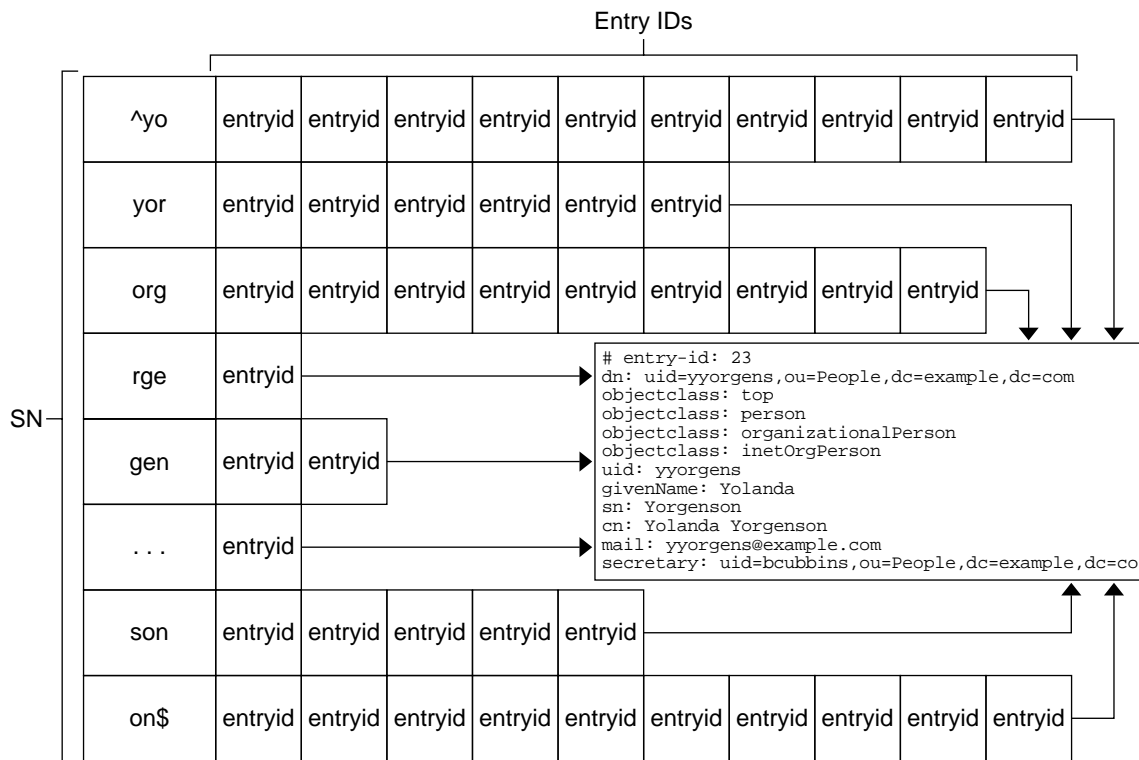 Entry IDs
SN
^yo entryid entryid entryid entryid entryid entryid entryid entryid entryid entryid
yor entryid entryid entryid entryid entryid entryid
org entryid entryid entryid entryid entryid entryid entryid entryid entryid
rge entryid
gen entryid entryid
. . . entryid
son entryid entryid entryid entryid entryid
on$ entryid entryid entryid entryid entryid entryid entryid entryid entryid entryid
# entry-id: 23
dn: uid=yyorgens,ou=People,dc=example,dc=com
objectclass: top
objectclass: person
objectclass: organizationalPerson
objectclass: inetOrgPerson
uid: yyorgens
givenName: Yolanda
sn: Yorgenson
cn: Yolanda Yorgenson
mail: yyorgens@example.com
secretary: uid=bcubbins,ou=People,dc=example,dc=co